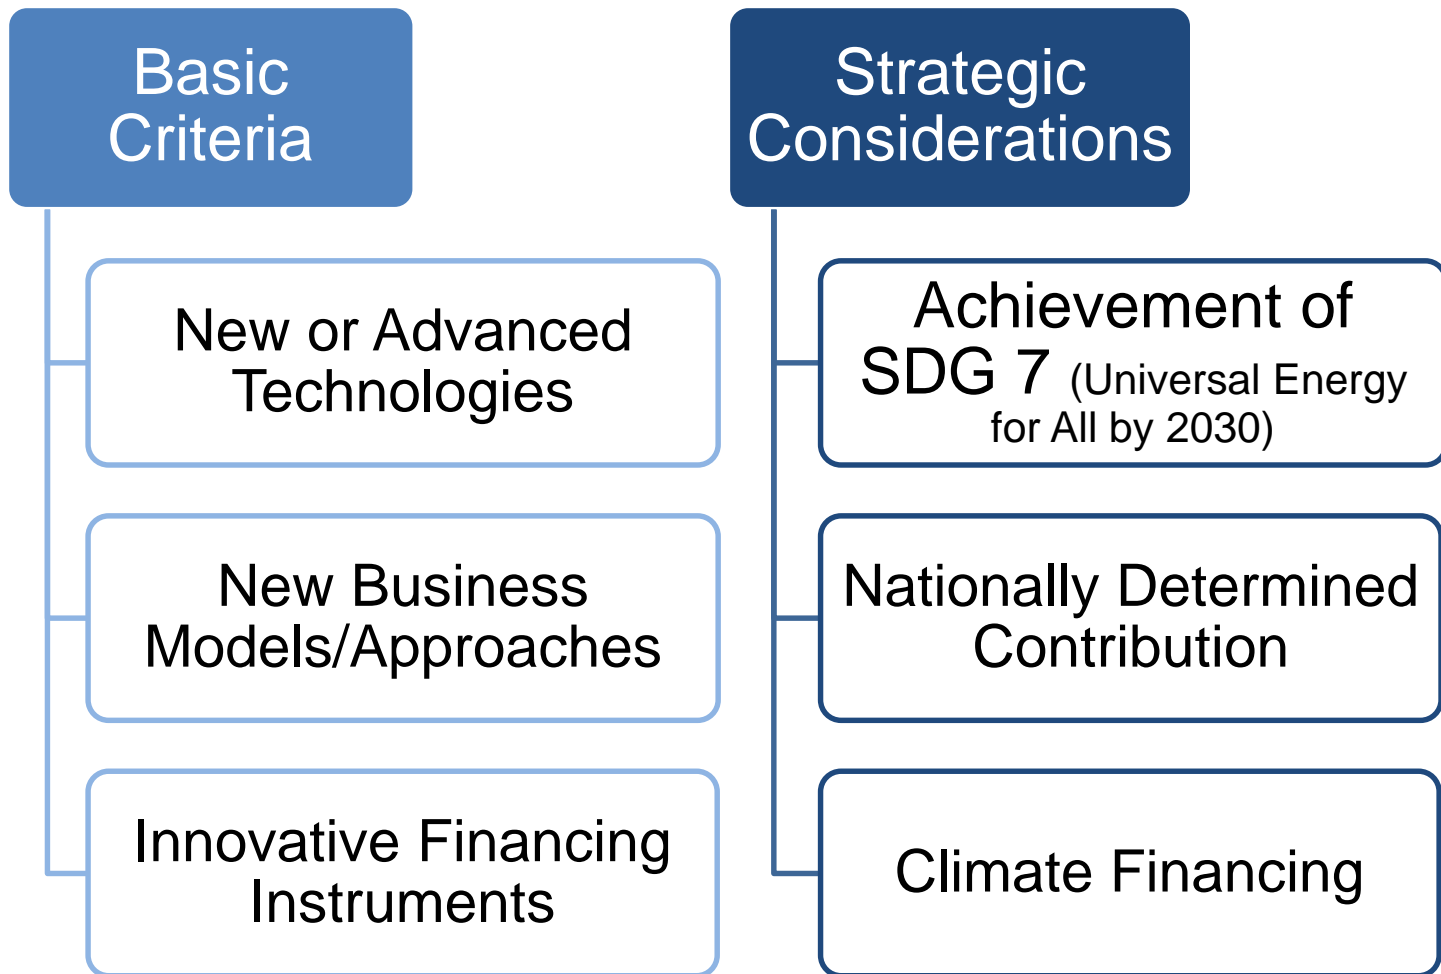 Basic
Criteria
New or Advanced
Technologies
New Business
Models/Approaches
Innovative Financing
Instruments
Strategic
Considerations
Achievement of
SDG 7 (Universal Energy
for All by 2030)
Nationally Determined
Contribution
Climate Financing